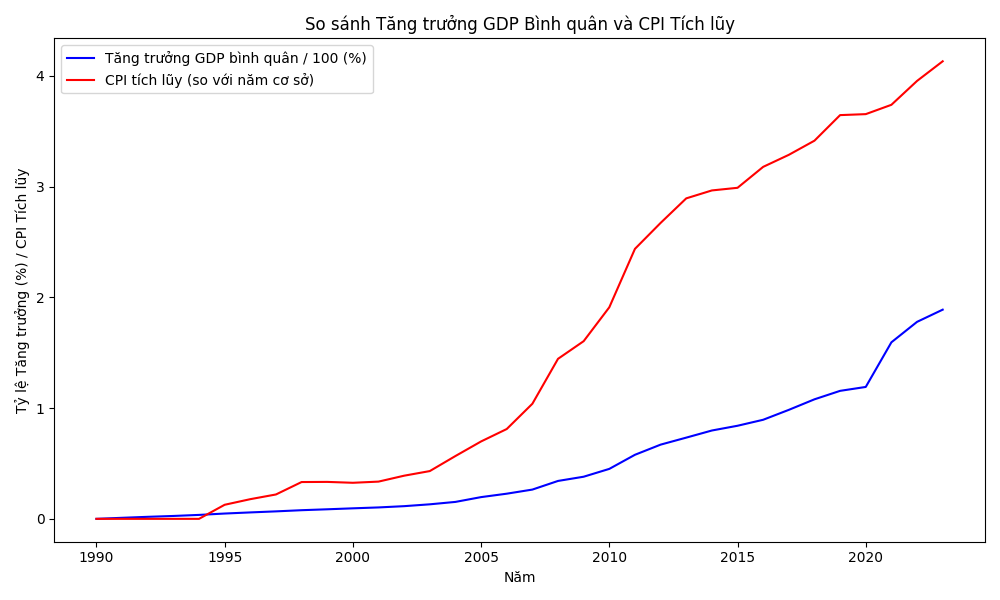 So sánh Tăng trưởng GDP Bình quân và CPI Tích lũy
Tăng trưởng GDP bình quân / 100 (%)
CPI tích lũy (so với năm cơ sở)
Tỷ lệ Tăng trưởng (%) / CPI Tích lũy
4
3
2
1
0
1990 1995 2000 2005 2010 2015 2020
Năm